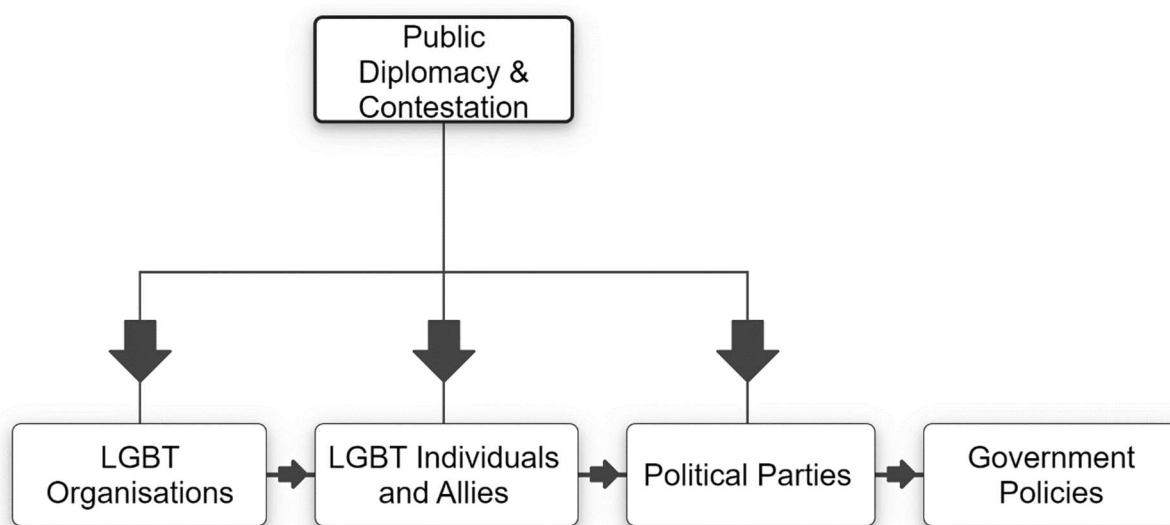 Public
Diplomacy &
Contestation
LGBT
Organisations
LGBT Individuals
and Allies
Political Parties
Government
Policies